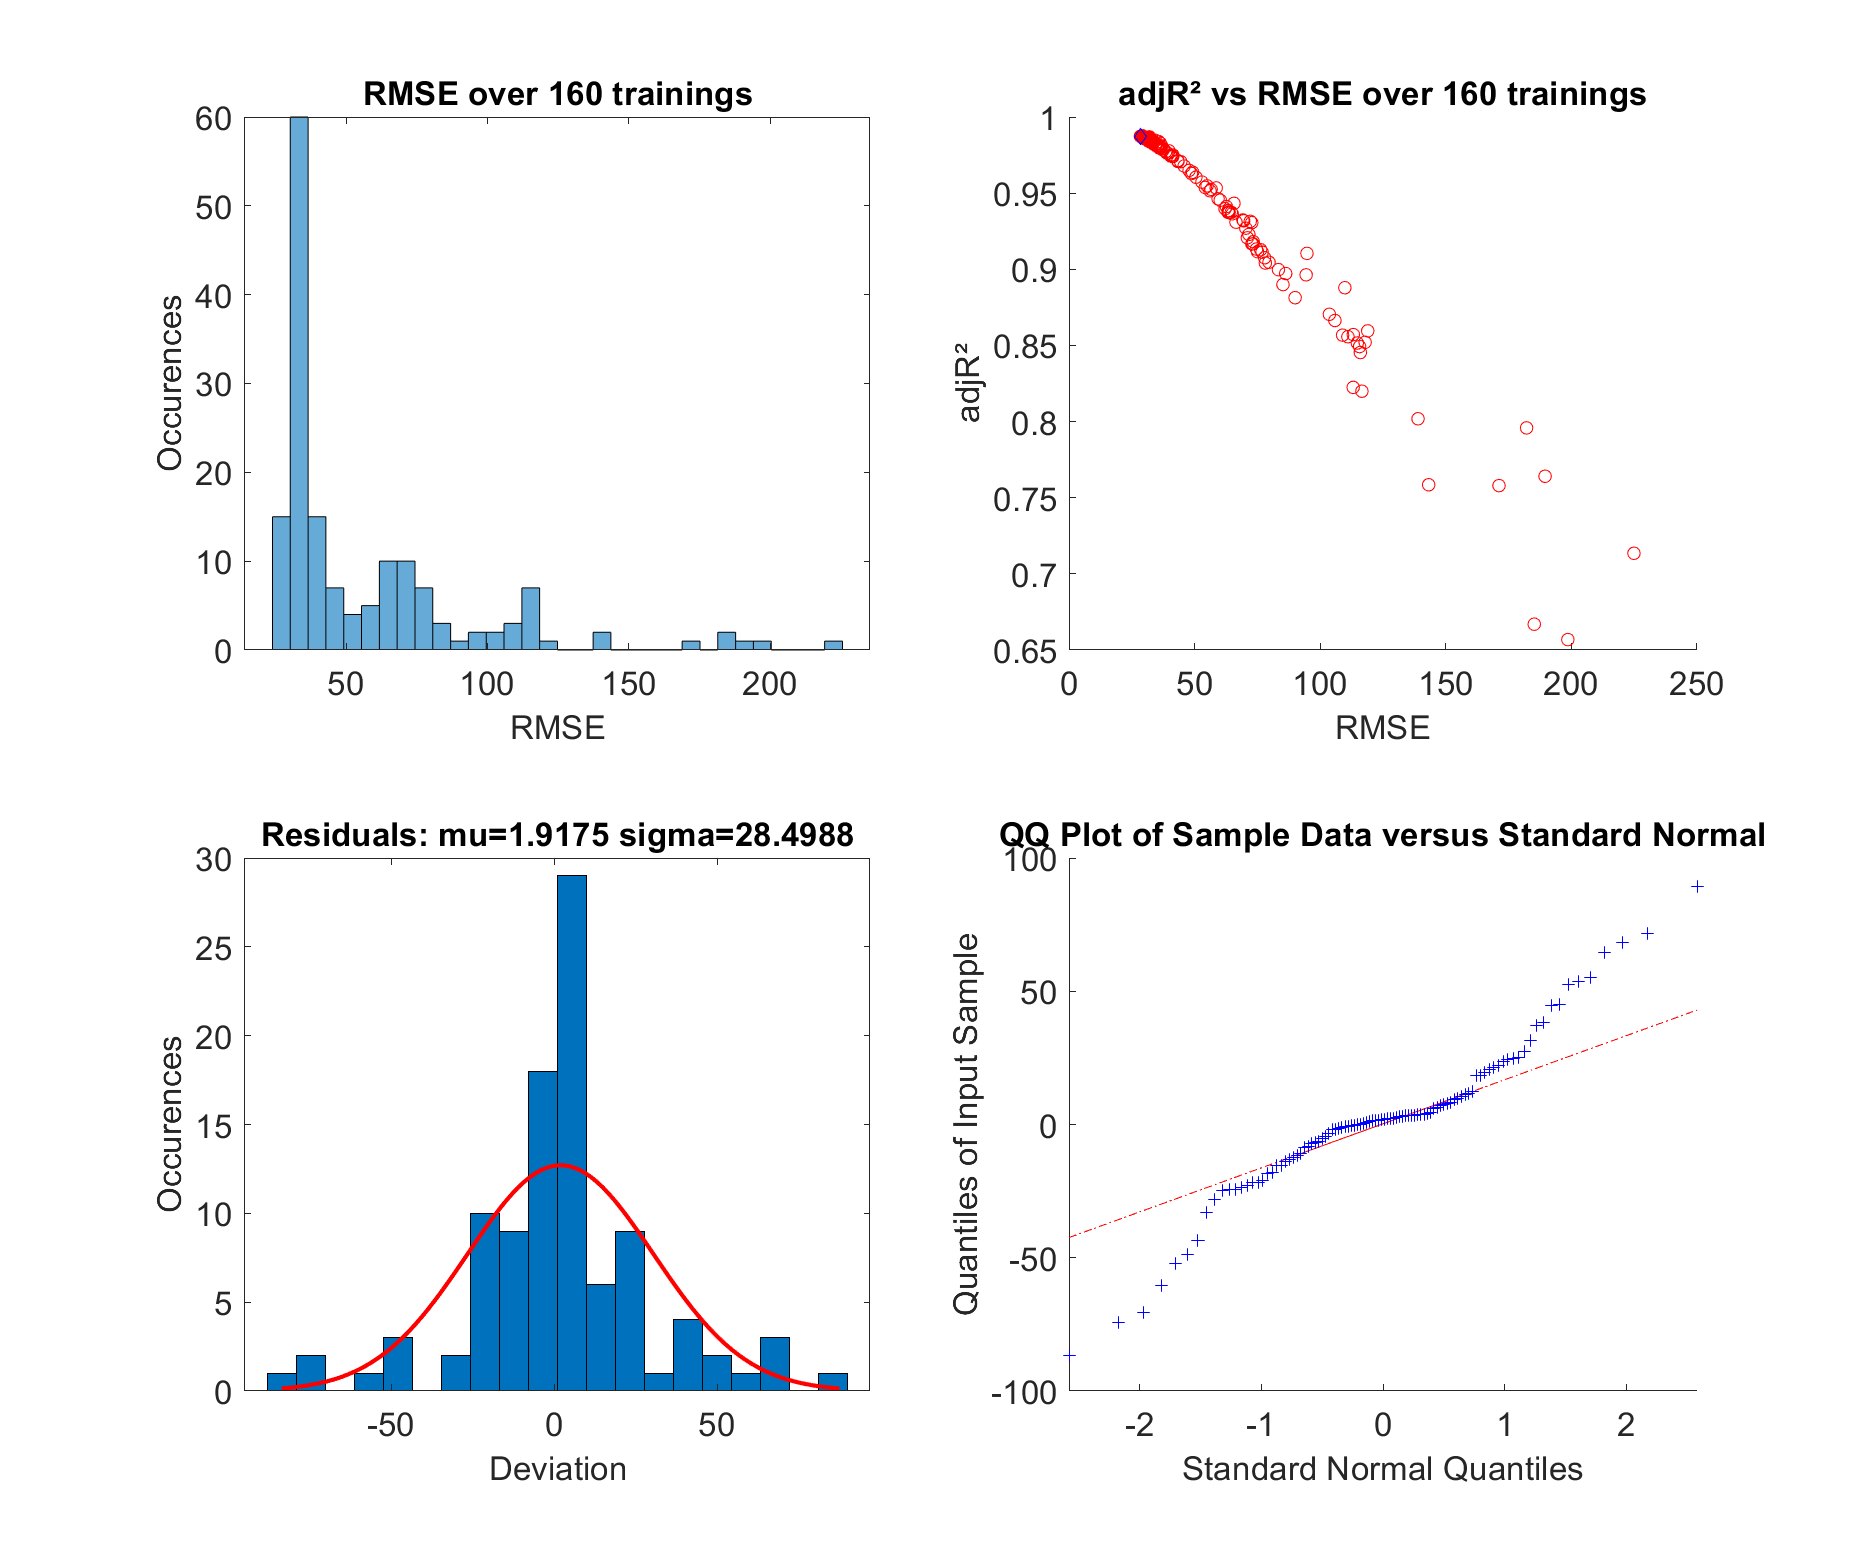 RMSE over 160 trainings
60
50
40
30
20
10
0
Occurences
50 100 150 200
RMSE
adjR² vs RMSE over 160 trainings
1
0.95
0.9
0.85
0.8
0.75
0.7
0.65
adjR²
0 50 100 150 200 250
RMSE
Residuals: mu=1.9175 sigma=28.4988
30
25
20
15
10
5
0
Occurences
-50 0 50
Deviation
QQ Plot of Sample Data versus Standard Normal
100
50
0
-50
-100
Quantiles of Input Sample
-2 -1 0 1 2
Standard Normal Quantiles